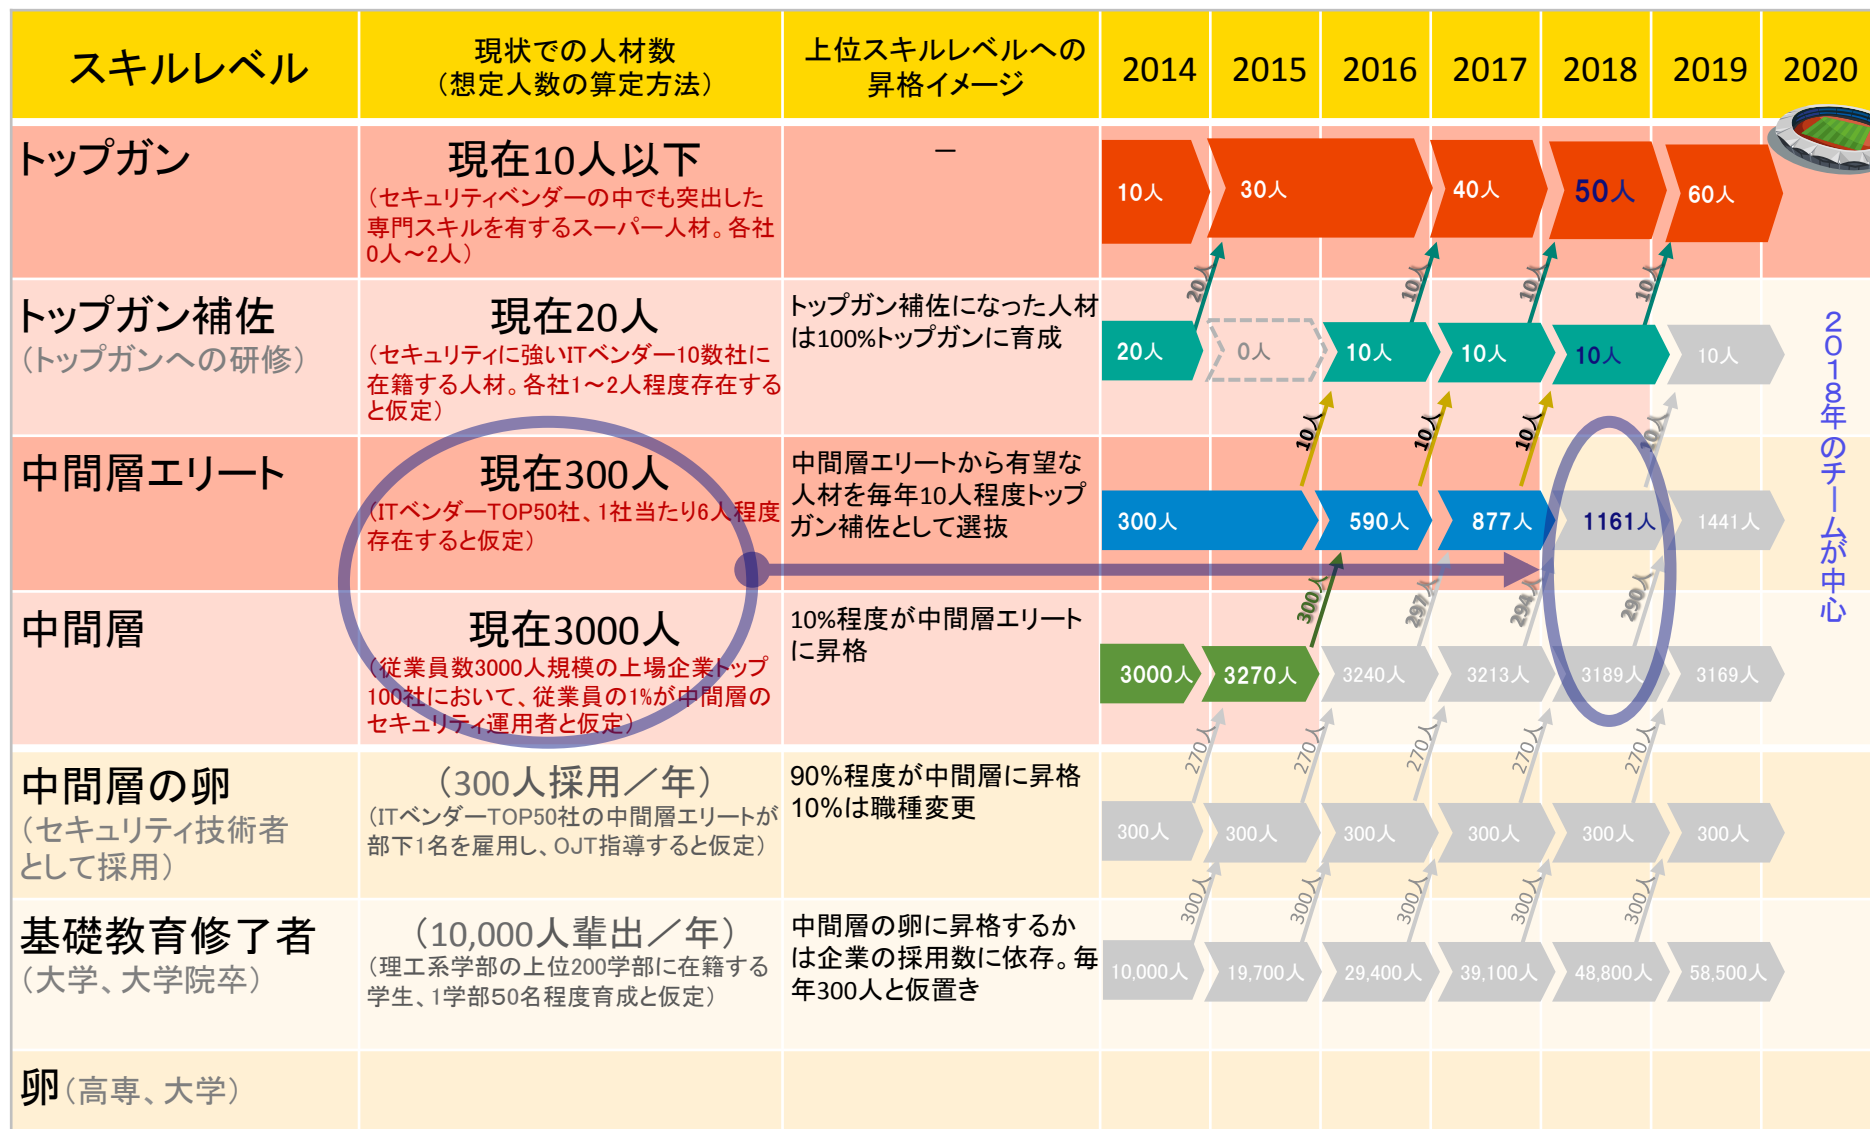 スキルレベル
現状での人材数
（想定人数の算定方法）
上位スキルレベルへの
昇格イメージ
2014
2015
2016
2017
2018
2019
2020
トップガン
現在10人以下
（セキュリティベンダーの中でも突出した
専門スキルを有するスーパー人材。各社
0人～2人）
－
10人
30人
40人
50人
60人
20人
10人
10人
10人
トップガン補佐
（トップガンへの研修）
現在20人
（セキュリティに強いITベンダー10数社に
在籍する人材。各社1～2人程度存在する
と仮定）
トップガン補佐になった人材
は100%トップガンに育成
20人
0人
10人
10人
10人
10人
10人
10人
10人
10人
中間層エリート
現在300人
（ITベンダーTOP50社、1社当たり6人程度
存在すると仮定）
中間層エリートから有望な
人材を毎年10人程度トップ
ガン補佐として選抜
300人
590人
877人
1161人
1441人
300人
297人
294人
290人
中間層
現在3000人
（従業員数3000人規模の上場企業トップ
100社において、従業員の1%が中間層の
セキュリティ運用者と仮定）
10%程度が中間層エリート
に昇格
3000人
3270人
3240人
3213人
3189人
3169人
270人
270人
270人
270人
270人
中間層の卵
（セキュリティ技術者
として採用）
（300人採用／年）
（ITベンダーTOP50社の中間層エリートが
部下1名を雇用し、OJT指導すると仮定）
90%程度が中間層に昇格
10%は職種変更
300人
300人
300人
300人
300人
300人
300人
300人
300人
300人
300人
基礎教育修了者
（大学、大学院卒）
（10,000人輩出／年）
（理工系学部の上位200学部に在籍する
学生、1学部50名程度育成と仮定）
中間層の卵に昇格するか
は企業の採用数に依存。毎
年300人と仮置き
10,000人
19,700人
29,400人
39,100人
48,800人
58,500人
卵（高専、大学）
2018年のチームが中心